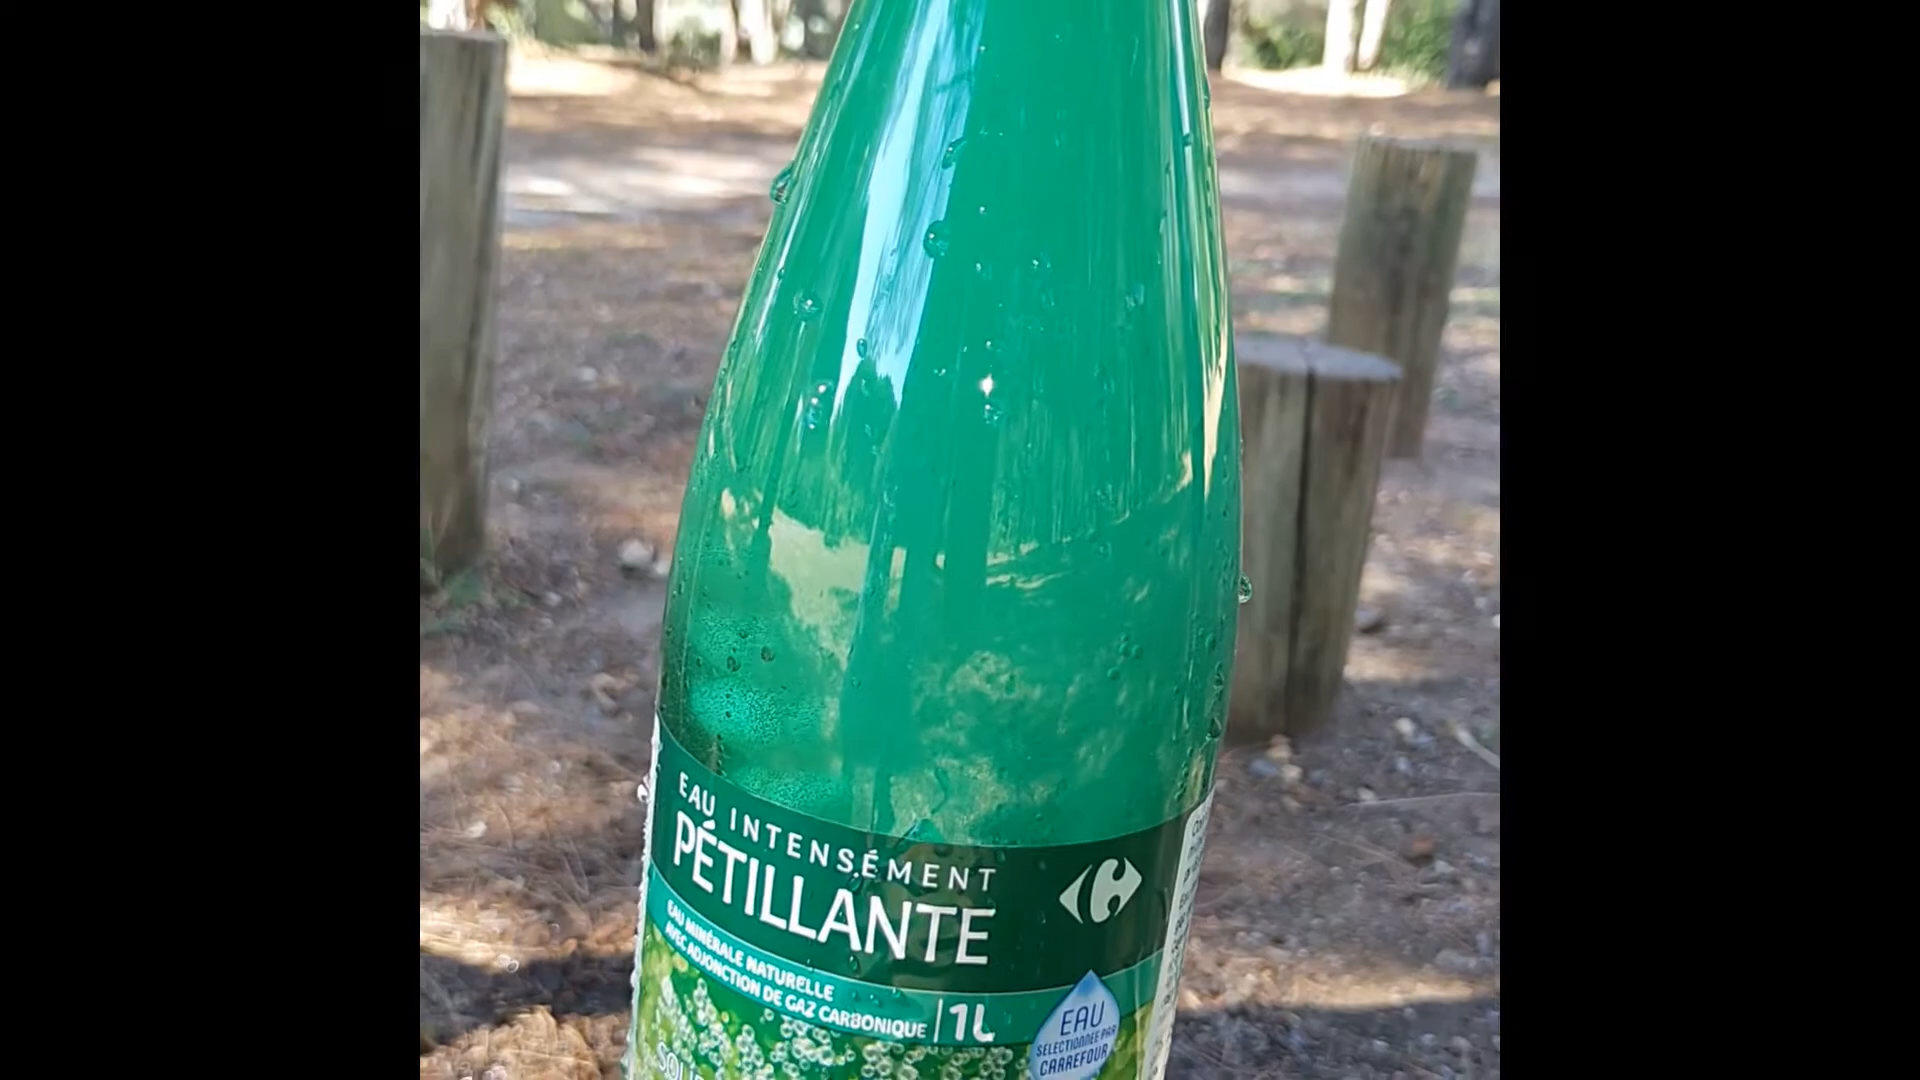 EAU INTENSÉMENT
PÉTILLANTE
EAU MINÉRALE NATURELLE
AVEC ADJONCTION DE GAZ CARBONIQUE
1L
EAU
SÉLECTIONNÉE PAR
CARREFOUR